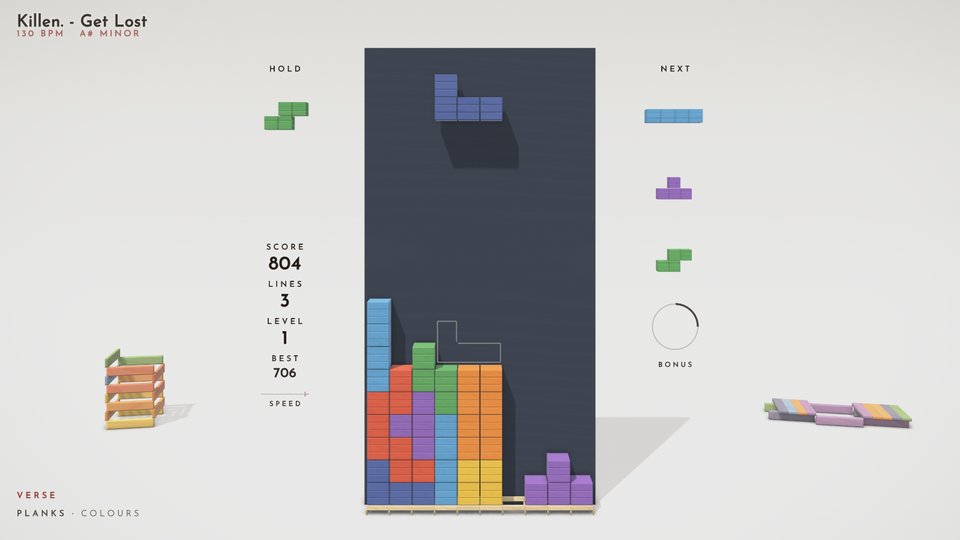 Killen. - Get Lost
130 BPM A# MINOR
HOLD
NEXT
SCORE
804
LINES
3
LEVEL
1
BEST
706
SPEED
BONUS
VERSE
PLANKS · COLOURS